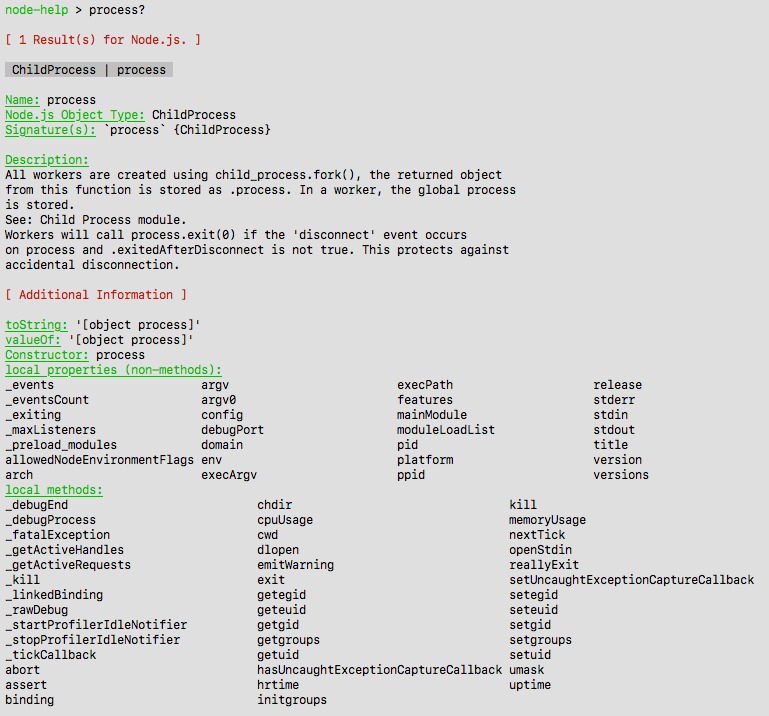 node-help > process?
[ 1 Result(s) for Node.js. ]
ChildProcess | process
Name: process
Node.js Object Type: ChildProcess
Signature(s): `process` {ChildProcess}
Description:
All workers are created using child_process.fork(), the returned object
from this function is stored as .process. In a worker, the global process
is stored.
See: Child Process module.
Workers will call process.exit(0) if the 'disconnect' event occurs
on process and .exitedAfterDisconnect is not true. This protects against
accidental disconnection.
[ Additional Information ]
toString: '[object process]'
valueOf: '[object process]'
Constructor: process
local properties (non-methods):
_events argv execPath release
_eventsCount argv0 features stderr
_exiting config mainModule stdin
_maxListeners debugPort moduleLoadList stdout
_preload_modules domain pid title
allowedNodeEnvironmentFlags env platform version
arch execArgv ppid versions
local methods:
_debugEnd chdir kill
_debugProcess cpuUsage memoryUsage
_fatalException cwd nextTick
_getActiveHandles dlopen openStdin
_getActiveRequests emitWarning reallyExit
_kill exit setUncaughtExceptionCaptureCallback
_linkedBinding getegid setegid
_rawDebug geteuid seteuid
_startProfilerIdleNotifier getgid setgid
_stopProfilerIdleNotifier getgroups setgroups
_tickCallback getuid setuid
abort hasUncaughtExceptionCaptureCallback umask
assert hrtime uptime
binding initgroups